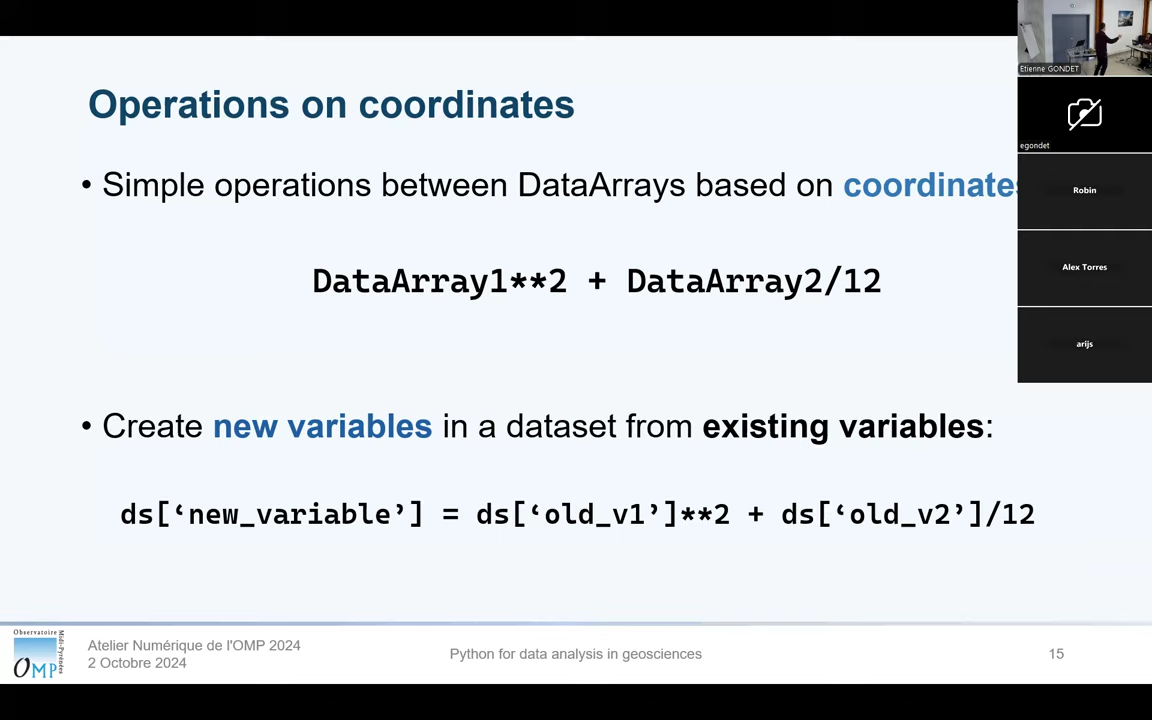 Operations on coordinates
• Simple operations between DataArrays based on coordinates
DataArray1**2 + DataArray2/12
• Create new variables in a dataset from existing variables:
ds[‘new_variable’] = ds[‘old_v1’]**2 + ds[‘old_v2’]/12
Observatoire
Midi-Pyrénées
OMP
Atelier Numérique de l'OMP 2024
2 Octobre 2024
Python for data analysis in geosciences
15
Etienne GONDET
egondet
Robin
Alex Torres
arijs